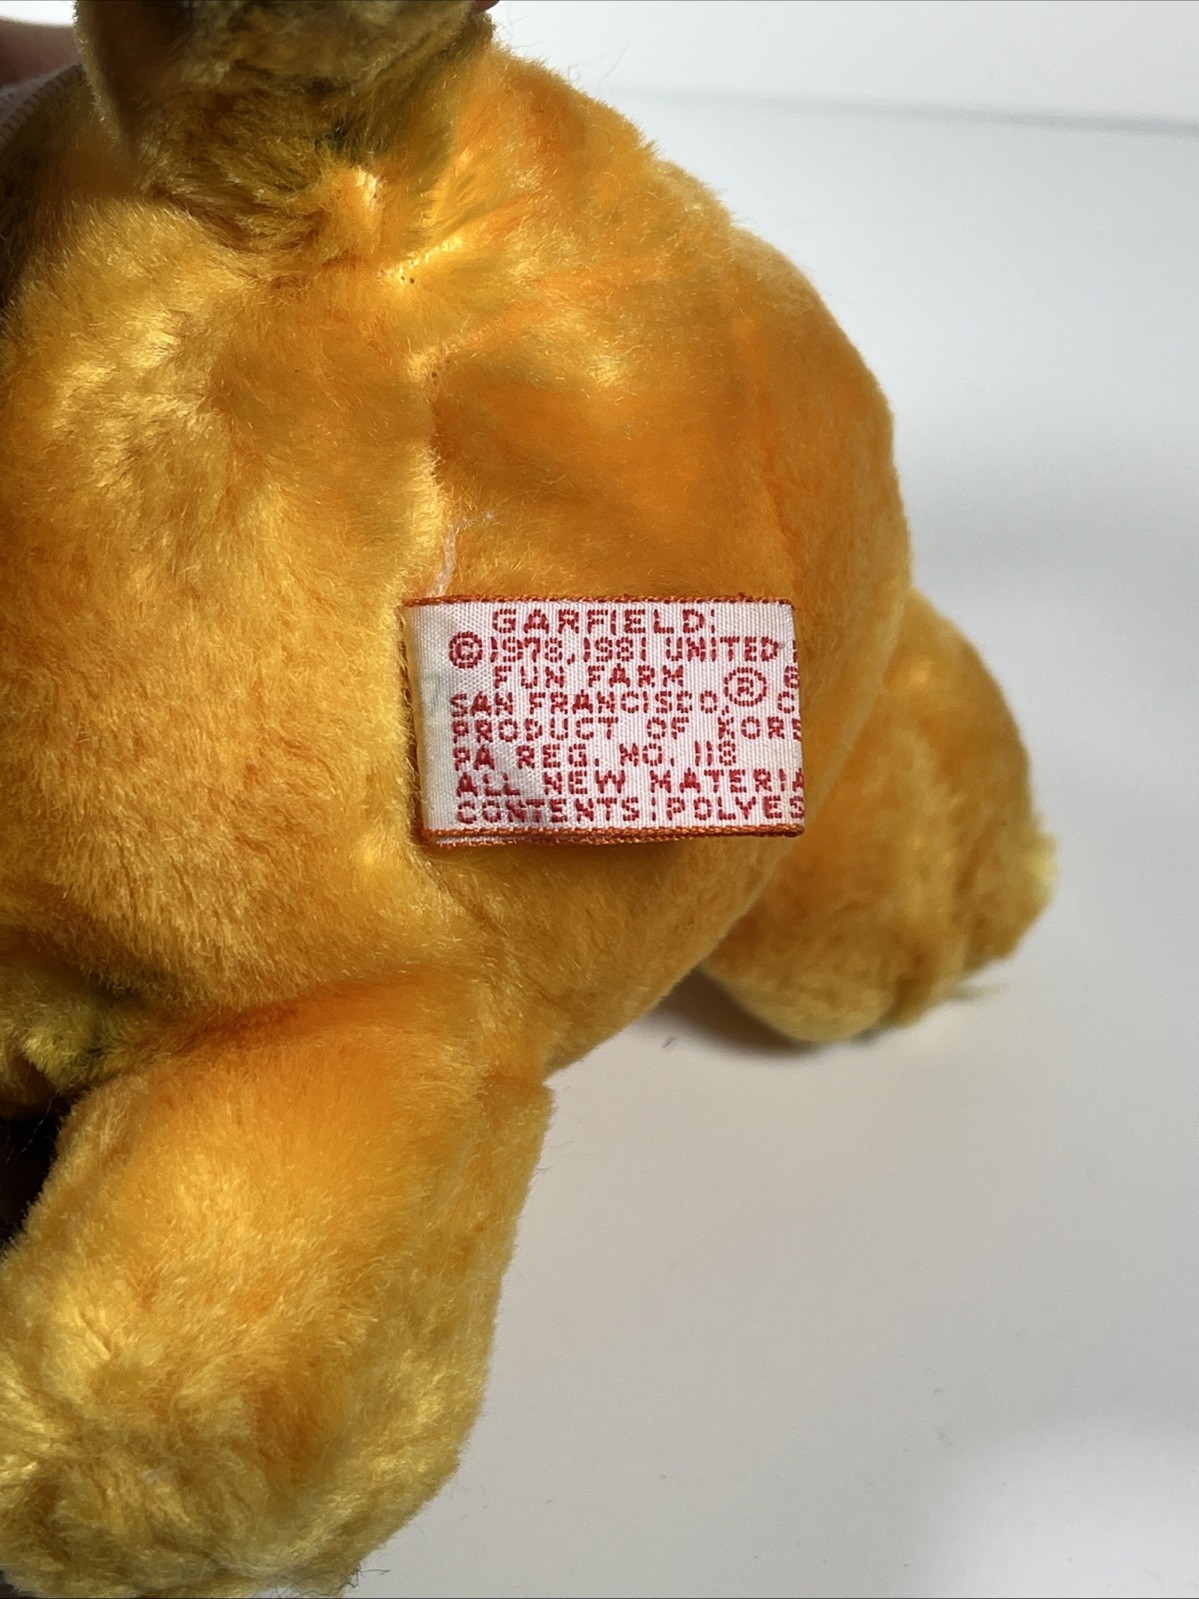 GARFIELD:
© 1978, 1981 UNITED
FUN FARM ®
SAN FRANCISCO, C
PRODUCT OF KORE
PA REG. NO. 118
ALL NEW MATERIA
CONTENTS: POLYES